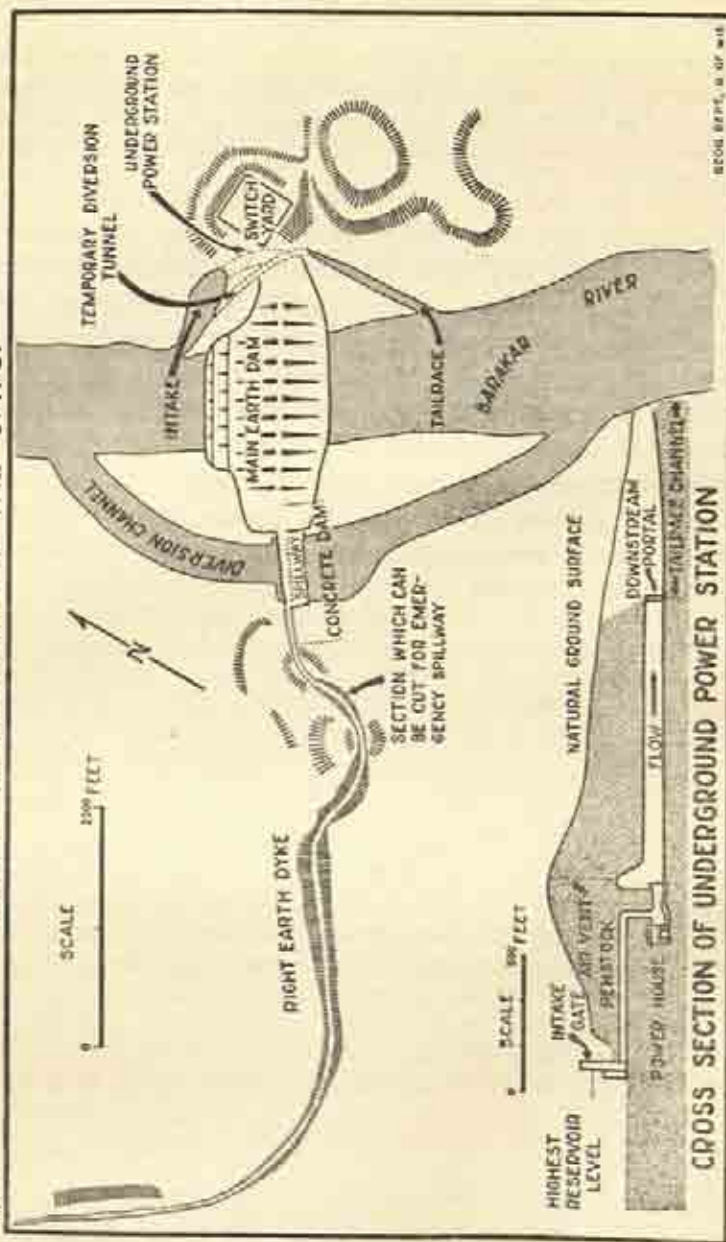 TEMPORARY DIVERSION
TUNNEL
UNDERGROUND
POWER STATION
INTAKE
SWITCH
YARD
DIVERSION CHANNEL
MAIN EARTH DAM
SPILLWAY
CONCRETE DAM
TAILRACE
BARAKAR
RIVER
N
SECTION WHICH CAN
BE CUT FOR EMER-
GENCY SPILLWAY
SCALE
0
FEET
RIGHT EARTH DYKE
SCALE
0
FEET
HIGHEST
RESERVOIR
LEVEL
INTAKE
GATE
AIR VENT
PENSTOCK
POWER HOUSE
NATURAL GROUND SURFACE
FLOW
DOWNSTREAM
PORTAL
TAILRACE CHANNEL
CROSS SECTION OF UNDERGROUND POWER STATION